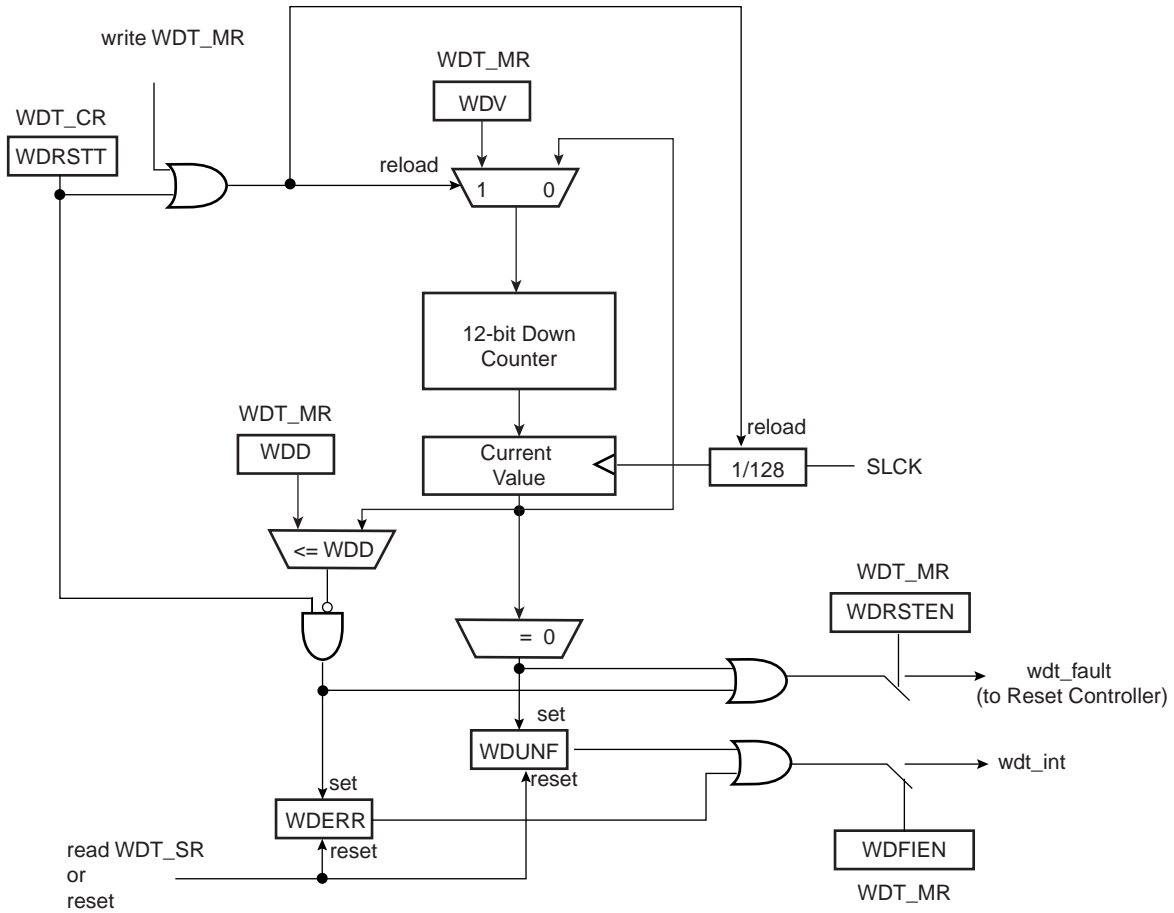 write WDT_MR
WDT_MR
WDV
WDT_CR
WDRSTT
reload
1 0
12-bit Down
Counter
WDT_MR
WDD
Current
Value
reload
1/128
SLCK
<= WDD
= 0
WDT_MR
WDRSTEN
wdt_fault
(to Reset Controller)
set
WDUNF
reset
wdt_int
set
WDERR
reset
read WDT_SR
or
reset
WDFIEN
WDT_MR